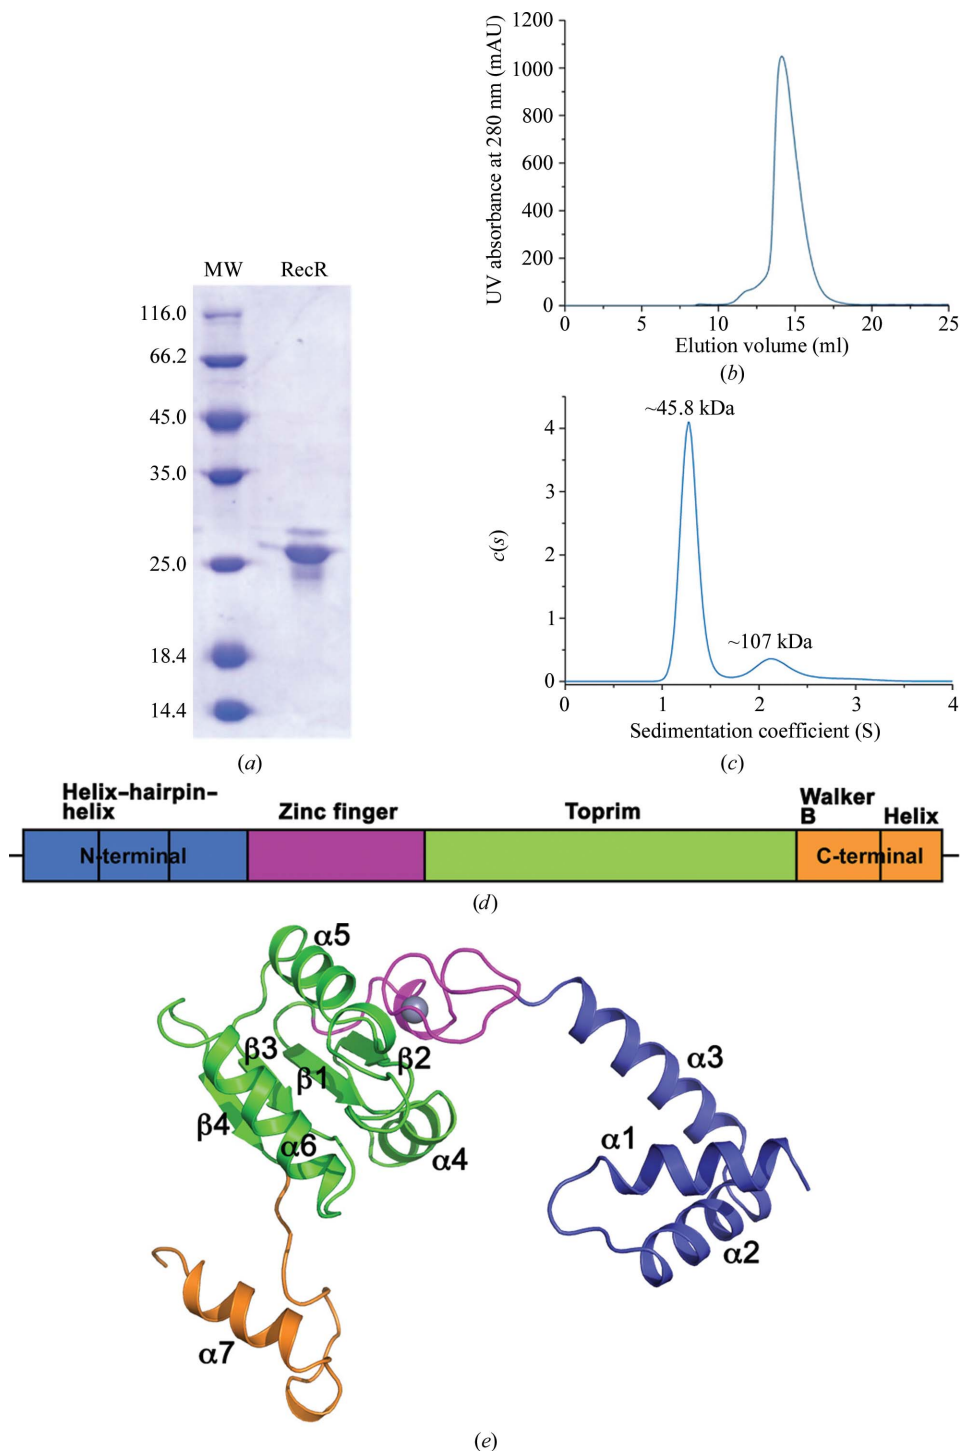 MW RecR
116.0
66.2
45.0
35.0
25.0
18.4
14.4
(a)
UV absorbance at 280 nm (mAU)
1200
1000
800
600
400
200
0
0 5 10 15 20 25
Elution volume (ml)
(b)
c(s)
~45.8 kDa
~107 kDa
4
3
2
1
0
0 1 2 3 4
Sedimentation coefficient (S)
(c)
Helix–hairpin–
helix
Zinc finger
Toprim
Walker
B
Helix
N-terminal
C-terminal
(d)
α5
β3
β1
β2
β4
α6
α4
α3
α1
α2
α7
(e)